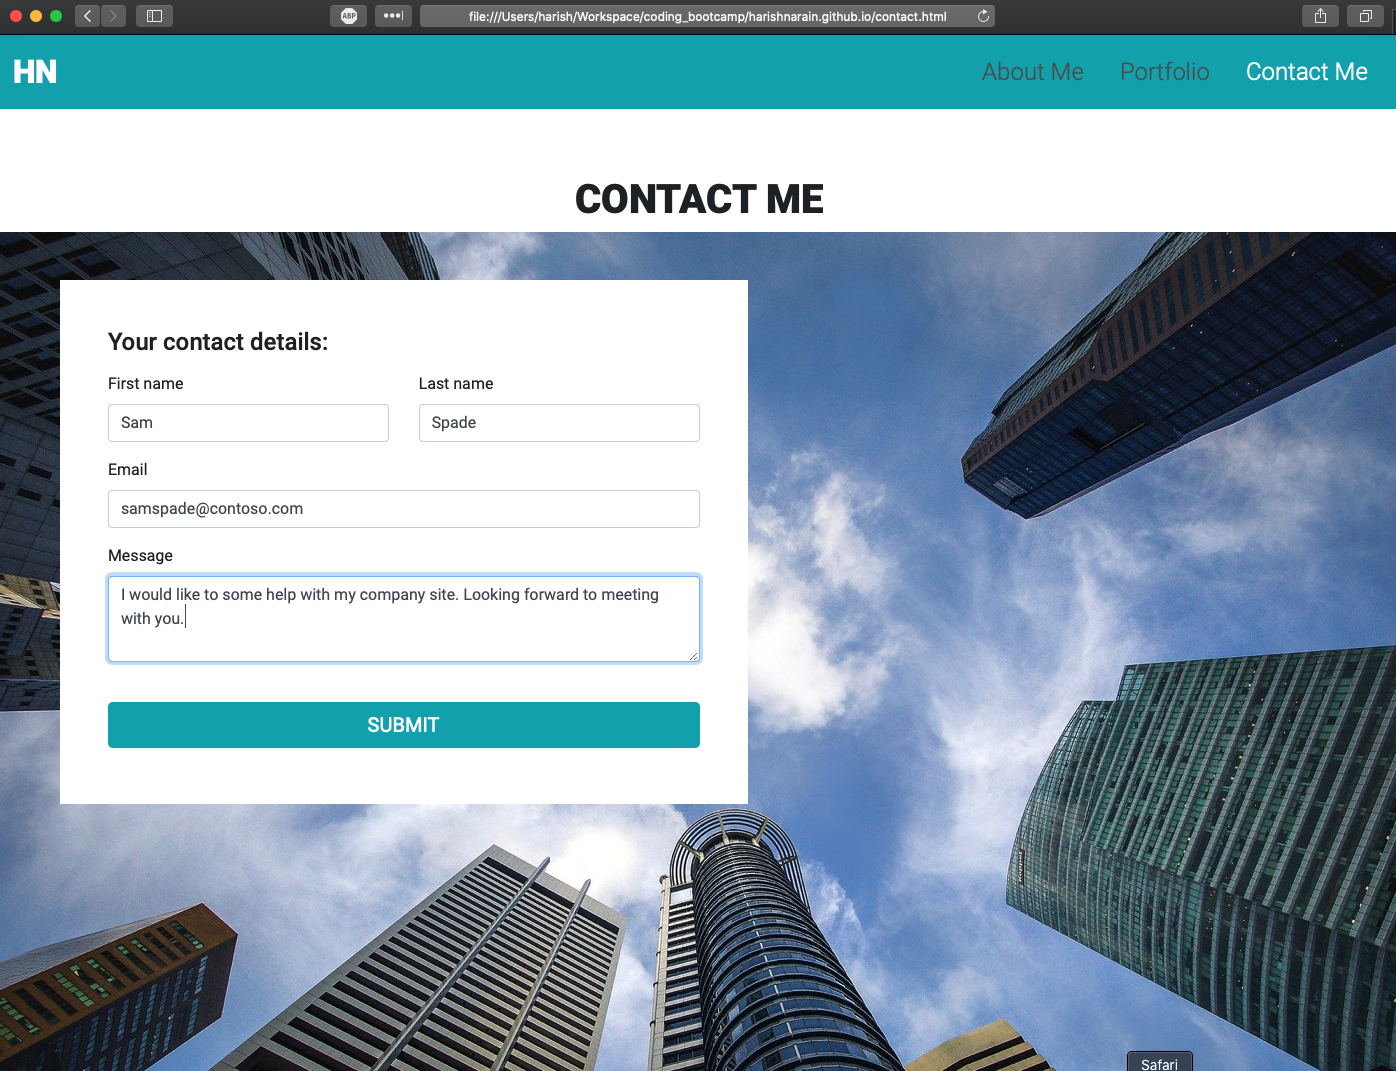 ABP
file:///Users/harish/Workspace/coding_bootcamp/harishnarain.github.io/contact.html
HN
About Me
Portfolio
Contact Me
CONTACT ME
Your contact details:
First name
Last name
Sam
Spade
Email
samspade@contoso.com
Message
I would like to some help with my company site. Looking forward to meeting
with you.
SUBMIT
Safari